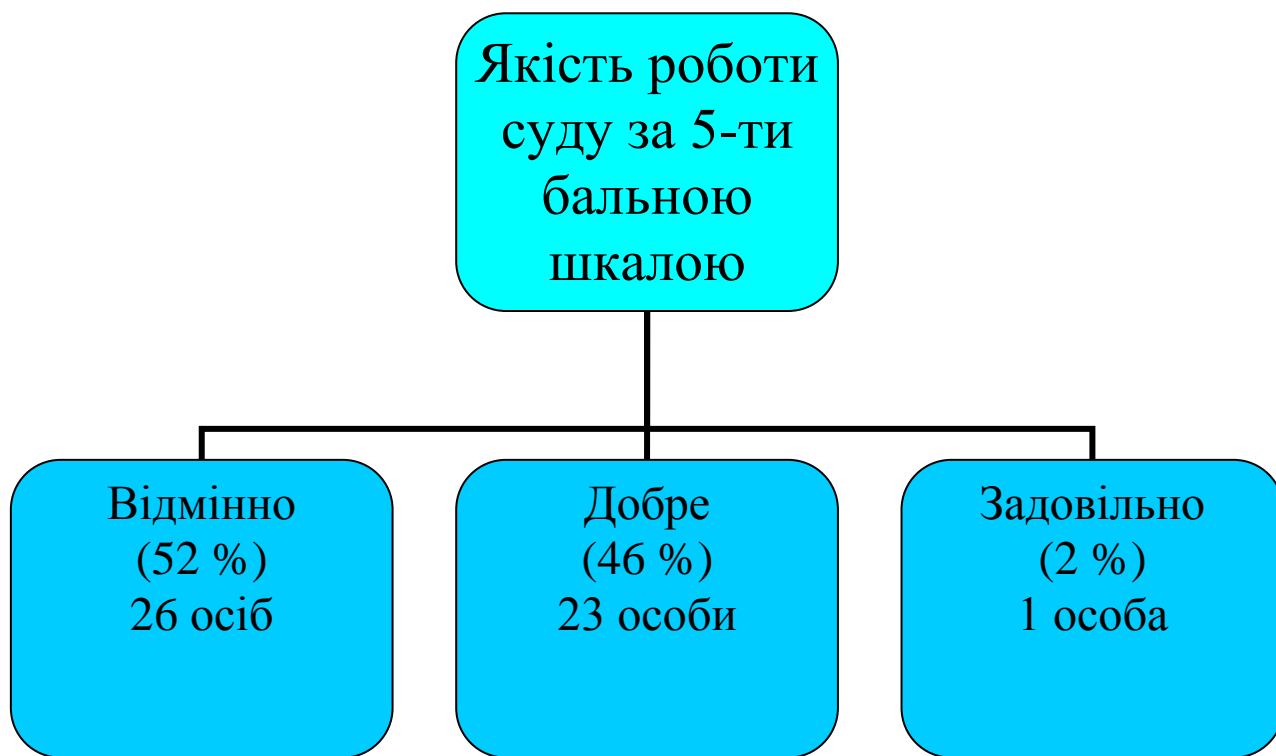 Якість роботи
суду за 5-ти
бальною
шкалою
Відмінно
(52 %)
26 осіб
Добре
(46 %)
23 особи
Задовільно
(2 %)
1 особа